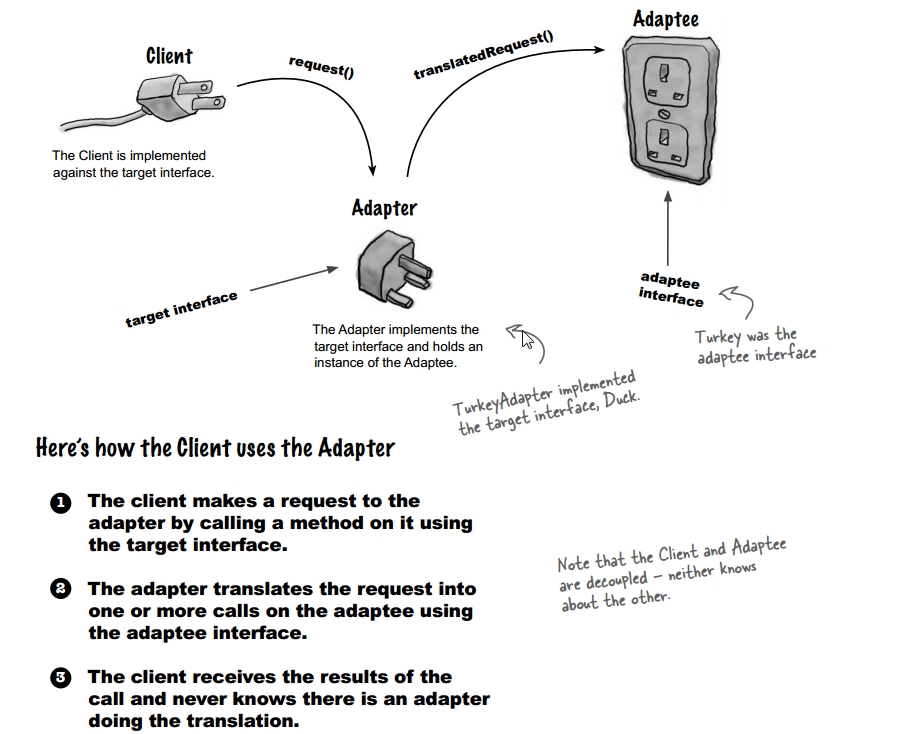 Adaptee
Client
request()
translatedRequest()
The Client is implemented
against the target interface.
Adapter
target interface
adaptee
interface
The Adapter implements the
target interface and holds an
instance of the Adaptee.
Turkey was the
adaptee interface
TurkeyAdapter implemented
the target interface, Duck.
Here's how the Client uses the Adapter
1 The client makes a request to the
adapter by calling a method on it using
the target interface.
2 The adapter translates the request into
one or more calls on the adaptee using
the adaptee interface.
3 The client receives the results of the
call and never knows there is an adapter
doing the translation.
Note that the Client and Adaptee
are decoupled – neither knows
about the other.